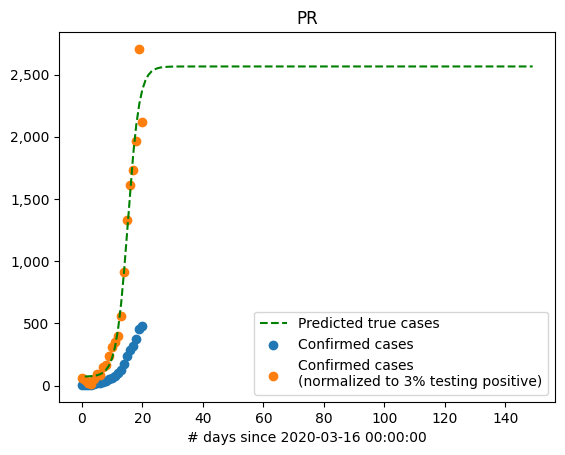 PR
2,500
2,000
1,500
1,000
500
0
0 20 40 60 80 100 120 140
# days since 2020-03-16 00:00:00
Predicted true cases
Confirmed cases
Confirmed cases
(normalized to 3% testing positive)